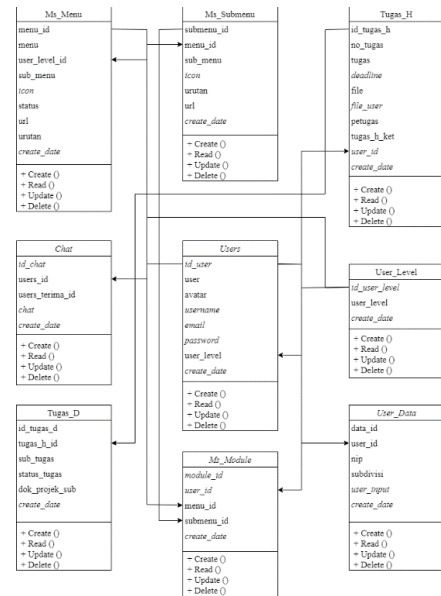 Ms_Menu
menu_id
menu
user_level_id
sub_menu
icon
status
url
urutan
create_date
+ Create ()
+ Read ()
+ Update ()
+ Delete ()
Ms_Submenu
submenu_id
menu_id
sub_menu
icon
urutan
url
create_date
+ Create ()
+ Read ()
+ Update ()
+ Delete ()
Tugas_H
id_tugas_h
no_tugas
tugas
deadline
file
file_user
petugas
tugas_h_ket
user_id
create_date
+ Create ()
+ Read ()
+ Update ()
+ Delete ()
Chat
id_chat
users_id
users_terima_id
chat
create_date
+ Create ()
+ Read ()
+ Update ()
+ Delete ()
Users
id_user
user
avatar
username
email
password
user_level
create_date
+ Create ()
+ Read ()
+ Update ()
+ Delete ()
User_Level
id_user_level
user_level
create_date
+ Create ()
+ Read ()
+ Update ()
+ Delete ()
Tugas_D
id_tugas_d
tugas_h_id
sub_tugas
status_tugas
dok_projek_sub
create_date
+ Create ()
+ Read ()
+ Update ()
+ Delete ()
Ms_Module
module_id
user_id
menu_id
submenu_id
create_date
+ Create ()
+ Read ()
+ Update ()
+ Delete ()
User_Data
data_id
user_id
nip
subdivisi
user_input
create_date
+ Create ()
+ Read ()
+ Update ()
+ Delete ()